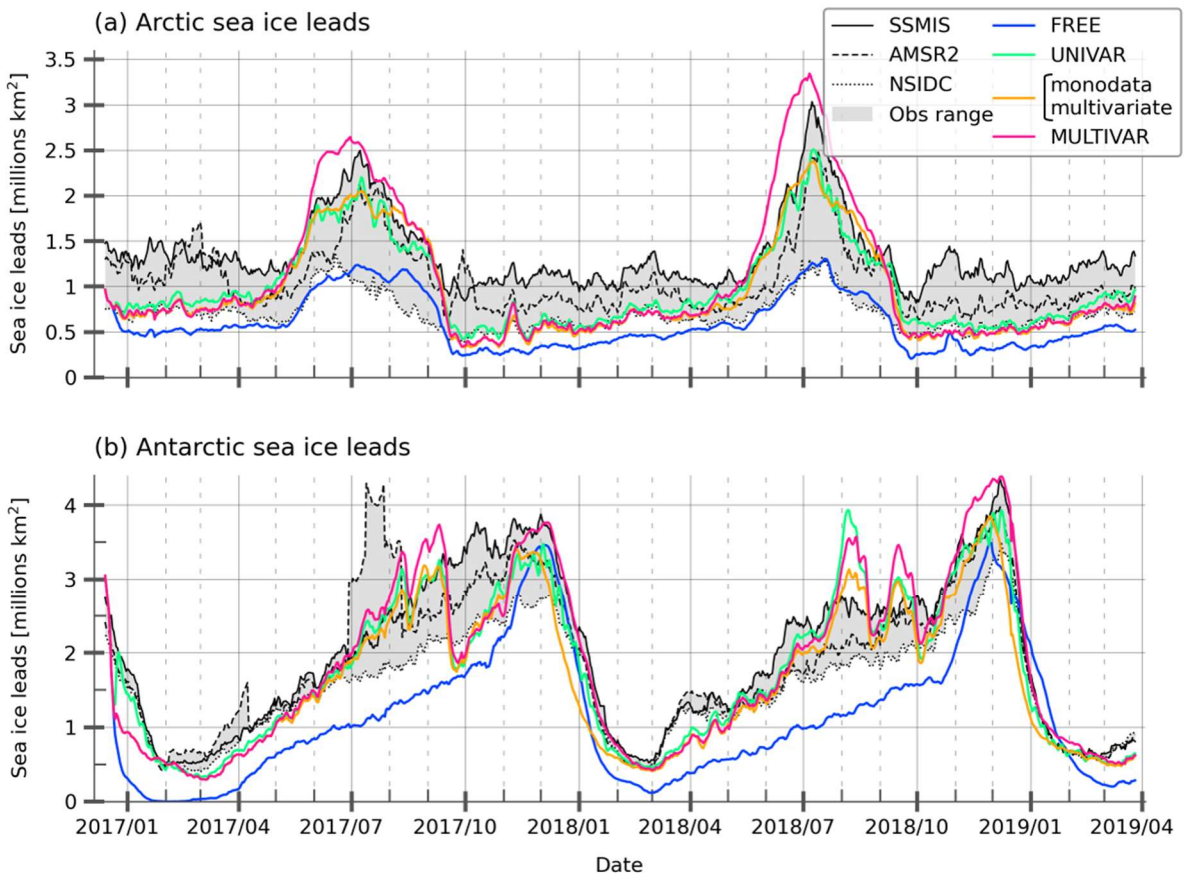 (a) Arctic sea ice leads
SSMIS
AMSR2
NSIDC
Obs range
FREE
UNIVAR
monodata
multivariate
MULTIVAR
Sea ice leads [millions km²]
3.5
3
2.5
2
1.5
1
0.5
0
(b) Antarctic sea ice leads
Sea ice leads [millions km²]
4
3
2
1
0
2017/01 2017/04 2017/07 2017/10 2018/01 2018/04 2018/07 2018/10 2019/01 2019/04
Date